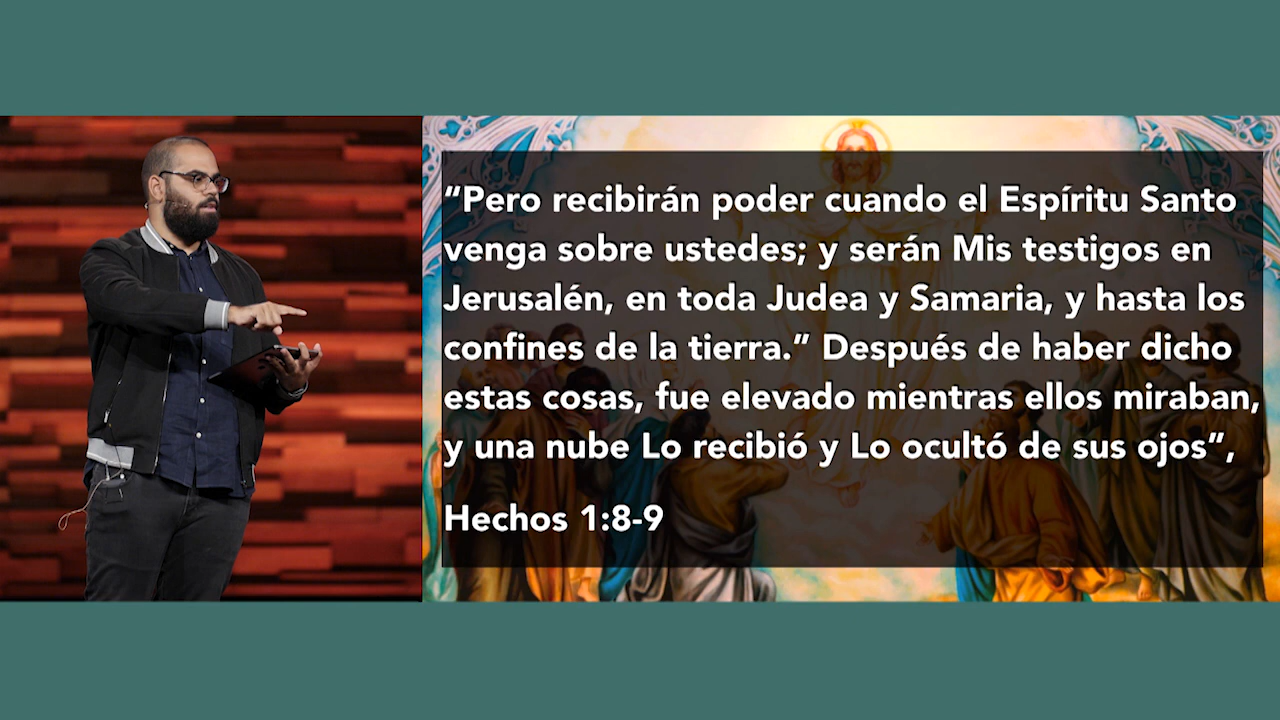 “Pero recibirán poder cuando el Espíritu Santo
venga sobre ustedes; y serán Mis testigos en
Jerusalén, en toda Judea y Samaria, y hasta los
confines de la tierra.” Después de haber dicho
estas cosas, fue elevado mientras ellos miraban,
y una nube Lo recibió y Lo ocultó de sus ojos”,
Hechos 1:8-9